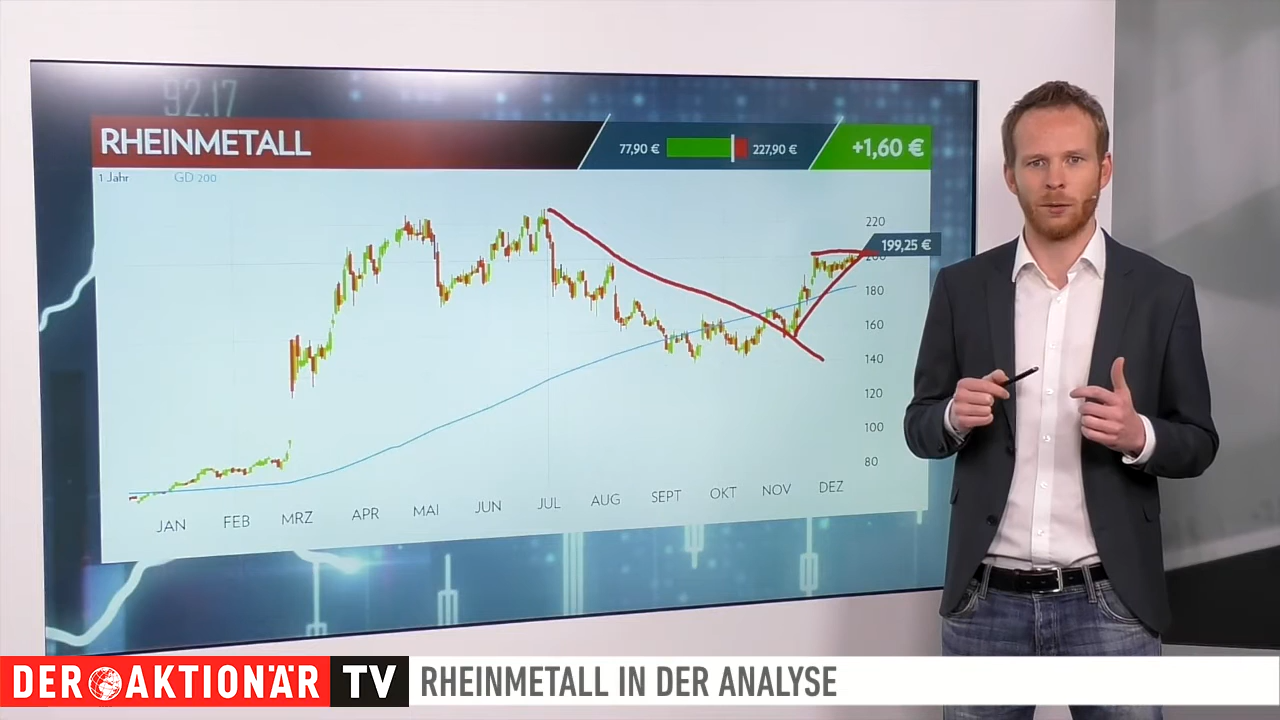 92.17
RHEINMETALL
77,90 €
227,90 €
+1,60 €
1 Jahr
GD 200
220
199,25 €
200
180
160
140
120
100
80
JAN
FEB
MRZ
APR
MAI
JUN
JUL
AUG
SEPT
OKT
NOV
DEZ
DER AKTIONÄR TV
RHEINMETALL IN DER ANALYSE